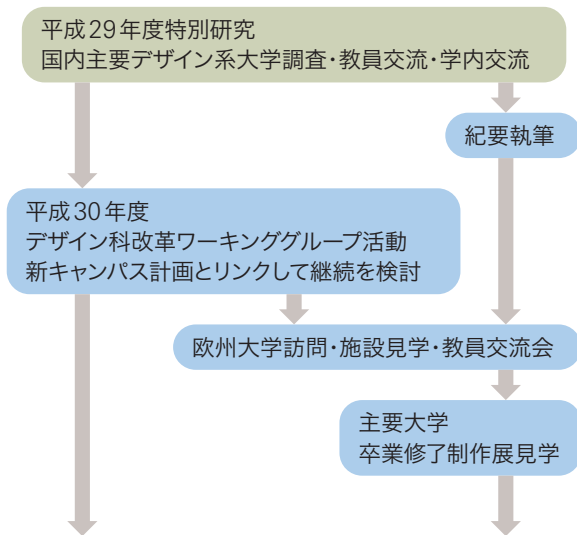 平成29年度特別研究
国内主要デザイン系大学調査・教員交流・学内交流
紀要執筆
平成30年度
デザイン科改革ワーキンググループ活動
新キャンパス計画とリンクして継続を検討
欧州大学訪問・施設見学・教員交流会
主要大学
卒業修了制作展見学